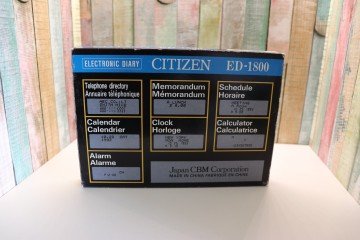 ELECTRONIC DIARY CITIZEN ED-1800
Telephone directory
Annuaire téléphonique
Memorandum
Mémorandum
Schedule
Horaire
Calendar
Calendrier
Clock
Horloge
Calculator
Calculatrice
Alarm
Alarme
Japan CBM Corporation
MADE IN CHINA FABRIQUÉ EN CHINE